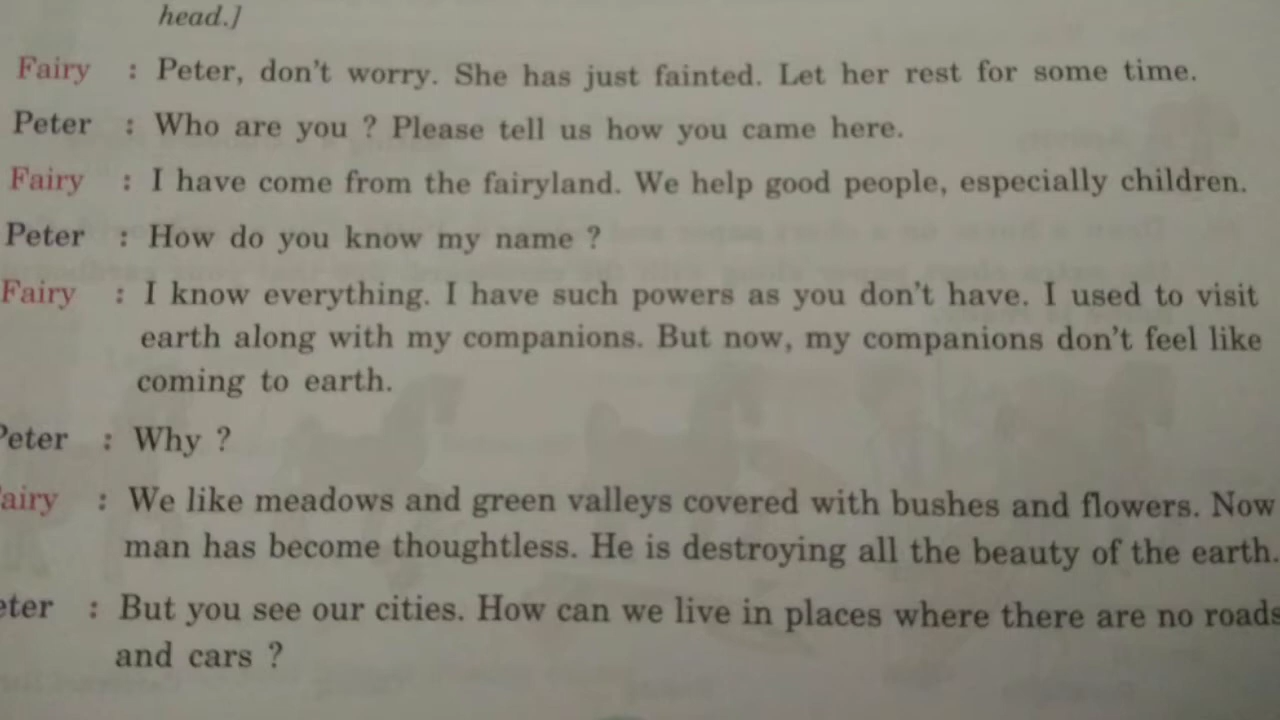 head.]
Fairy : Peter, don't worry. She has just fainted. Let her rest for some time.
Peter : Who are you ? Please tell us how you came here.
Fairy : I have come from the fairyland. We help good people, especially children.
Peter : How do you know my name ?
Fairy : I know everything. I have such powers as you don't have. I used to visit
earth along with my companions. But now, my companions don't feel like
coming to earth.
Peter : Why ?
airy : We like meadows and green valleys covered with bushes and flowers. Now
man has become thoughtless. He is destroying all the beauty of the earth.
eter : But you see our cities. How can we live in places where there are no roads
and cars ?